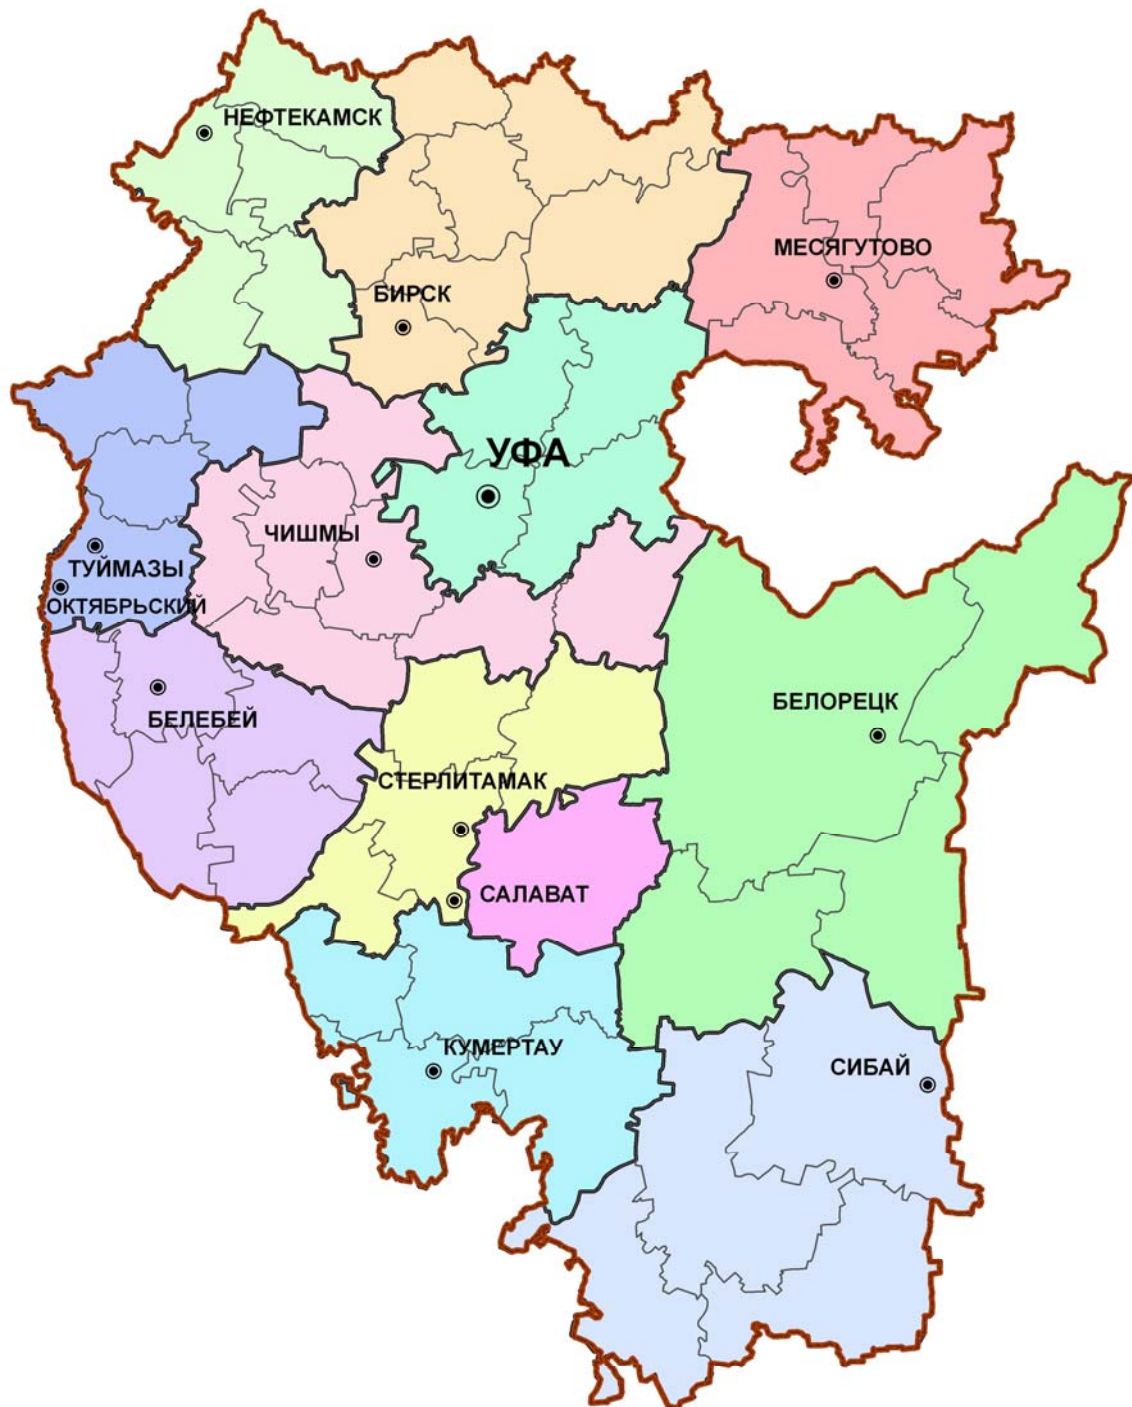 НЕФТЕКАМСК
МЕСЯГУТОВО
БИРСК
УФА
ЧИШМЫ
ТУЙМАЗЫ
ОКТЯБРЬСКИЙ
БЕЛОРЕЦК
БЕЛЕБЕЙ
СТЕРЛИТАМАК
САЛАВАТ
КУМЕРТАУ
СИБАЙ